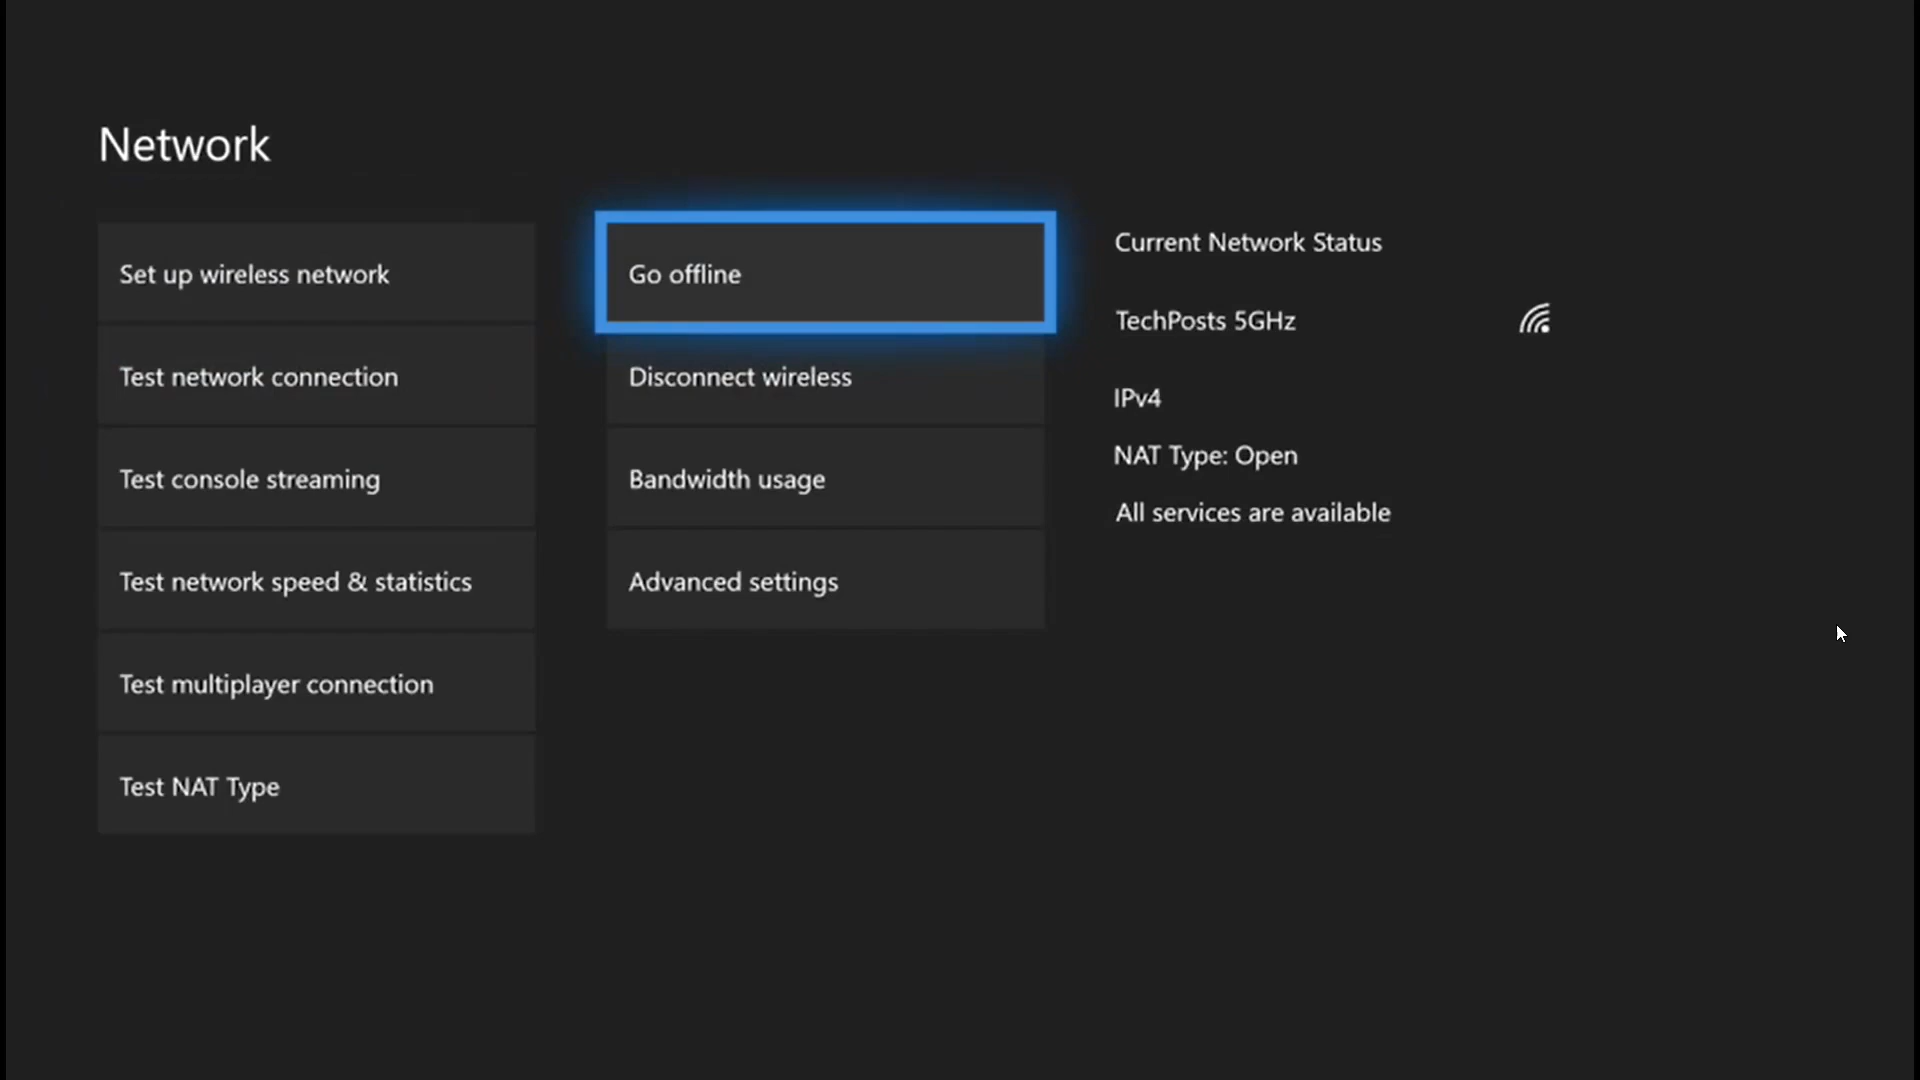 Network
Set up wireless network
Test network connection
Test console streaming
Test network speed & statistics
Test multiplayer connection
Test NAT Type
Go offline
Disconnect wireless
Bandwidth usage
Advanced settings
Current Network Status
TechPosts 5GHz
IPv4
NAT Type: Open
All services are available